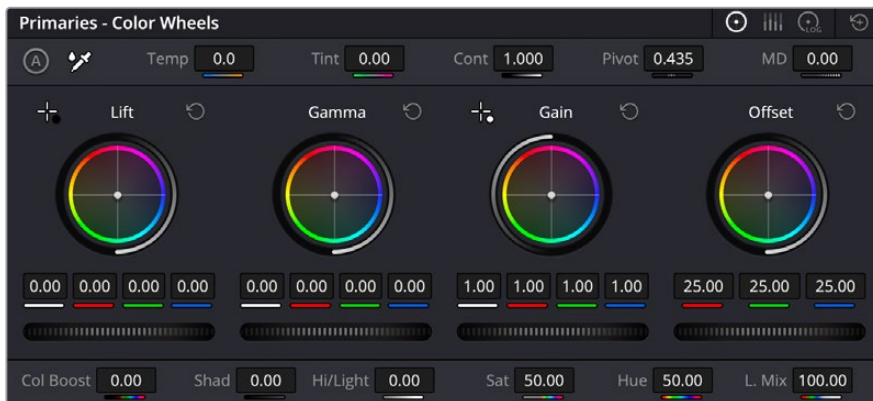 Primaries - Color Wheels
LOG
A
Temp 0.0 Tint 0.00 Cont 1.000 Pivot 0.435 MD 0.00
Lift Gamma Gain Offset
0.00 0.00 0.00 0.00 0.00 0.00 0.00 0.00 1.00 1.00 1.00 1.00 25.00 25.00 25.00
Col Boost 0.00 Shad 0.00 Hi/Light 0.00 Sat 50.00 Hue 50.00 L. Mix 100.00